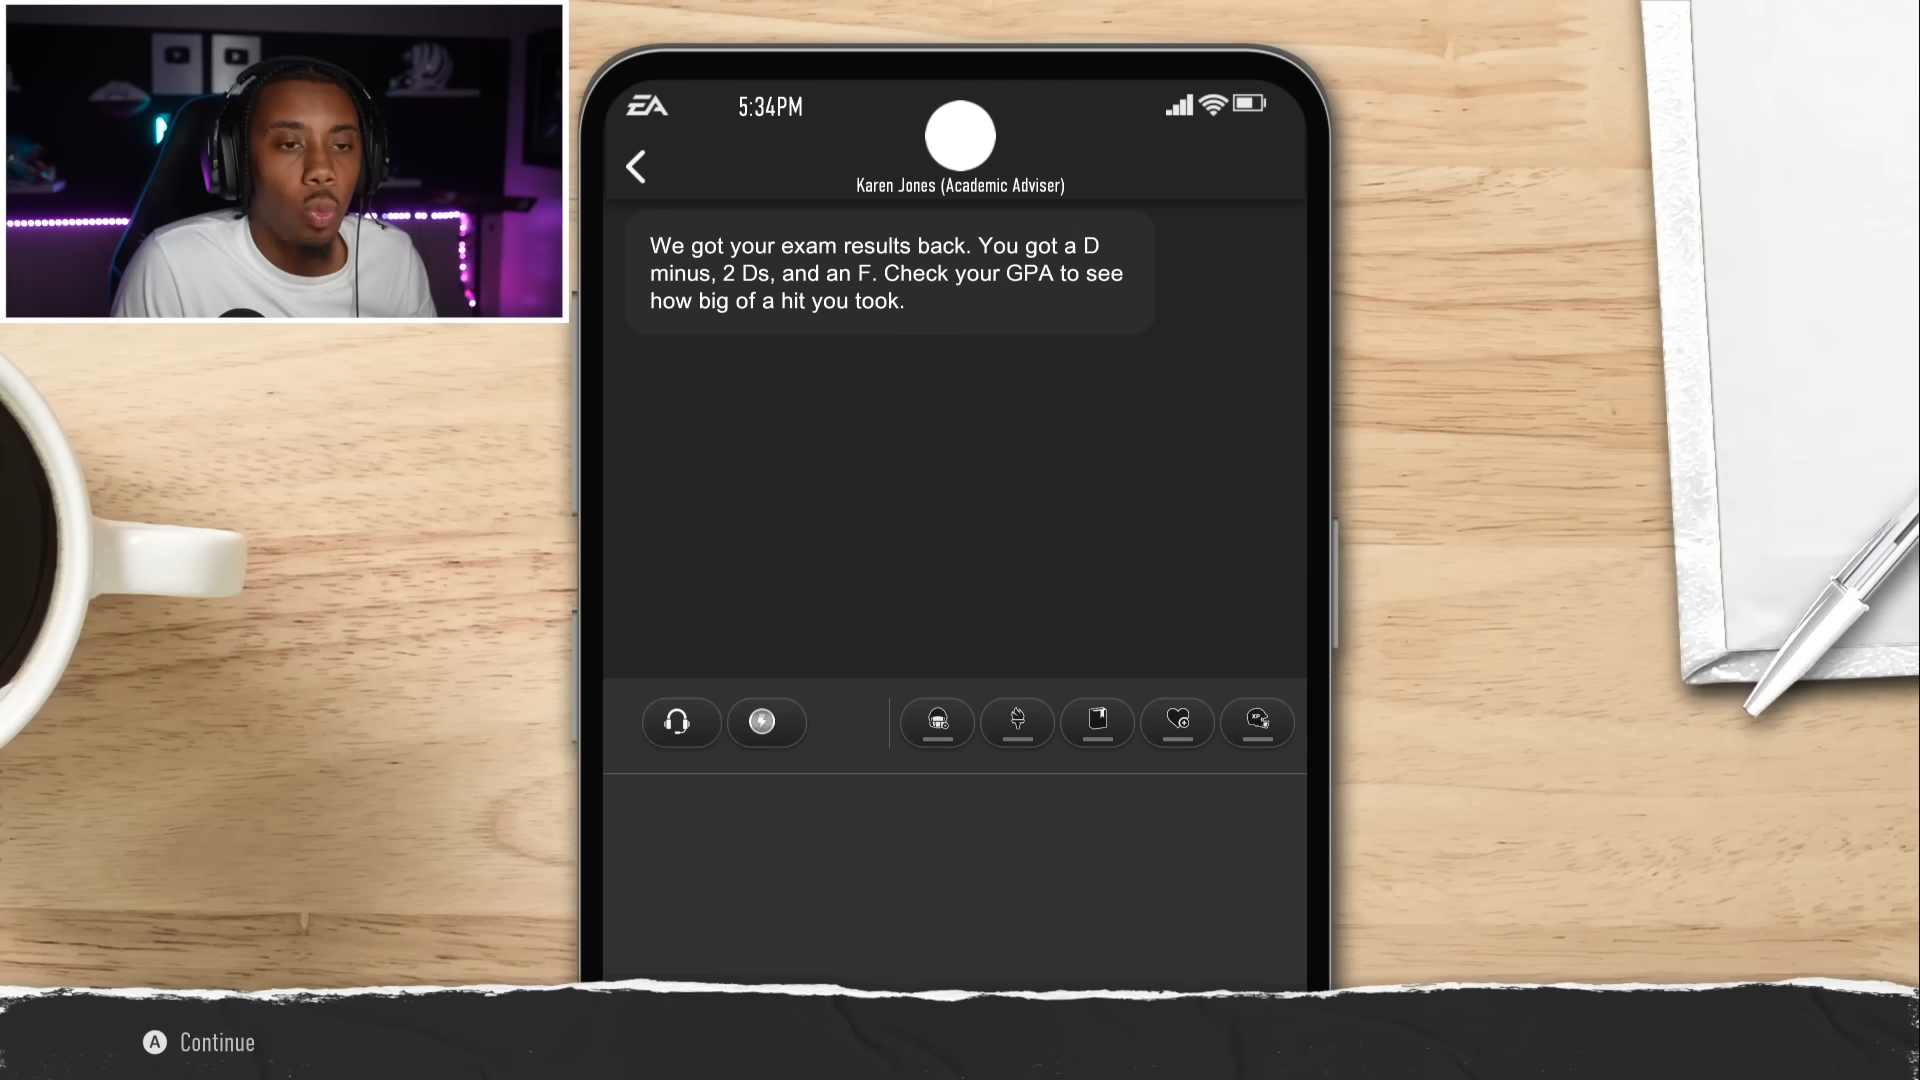 EA
5:34PM
Karen Jones (Academic Adviser)
We got your exam results back. You got a D
minus, 2 Ds, and an F. Check your GPA to see
how big of a hit you took.
XP
A Continue